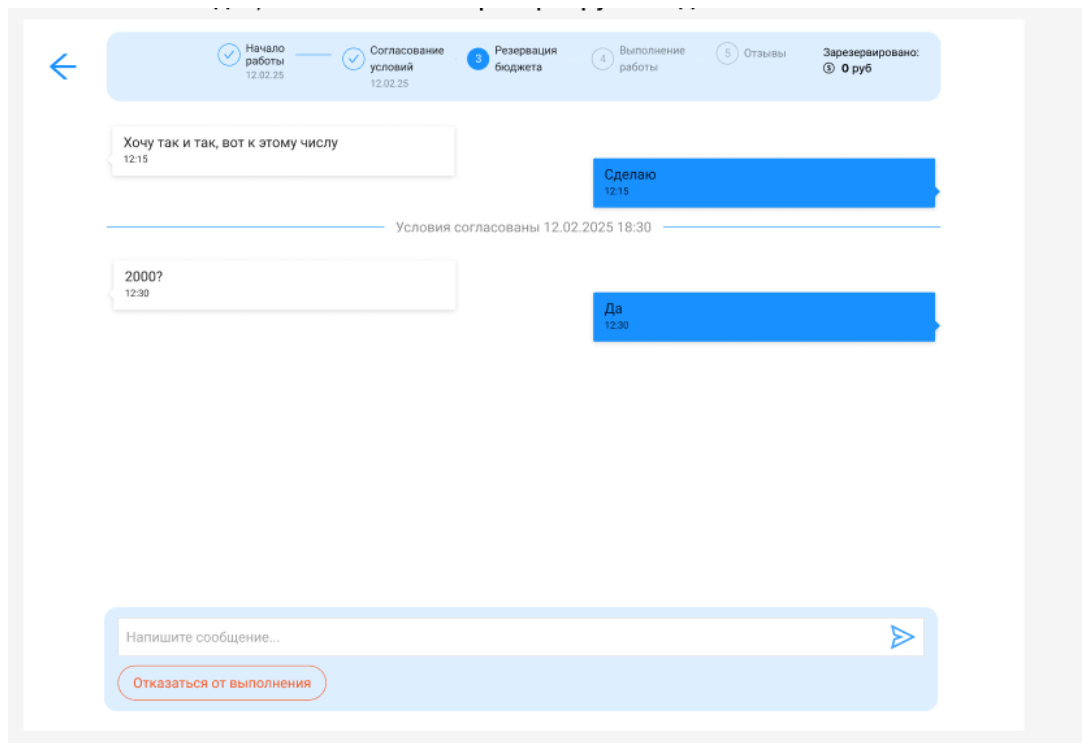 Начало
работы
12.02.25
Согласование
условий
12.02.25
3
Резервация
бюджета
4
Выполнение
работы
5
Отзывы
Зарезервировано:
0 руб
Хочу так и так, вот к этому числу
12:15
Сделаю
12:15
Условия согласованы 12.02.2025 18:30
2000?
12:30
Да
12:30
Напишите сообщение...
Отказаться от выполнения